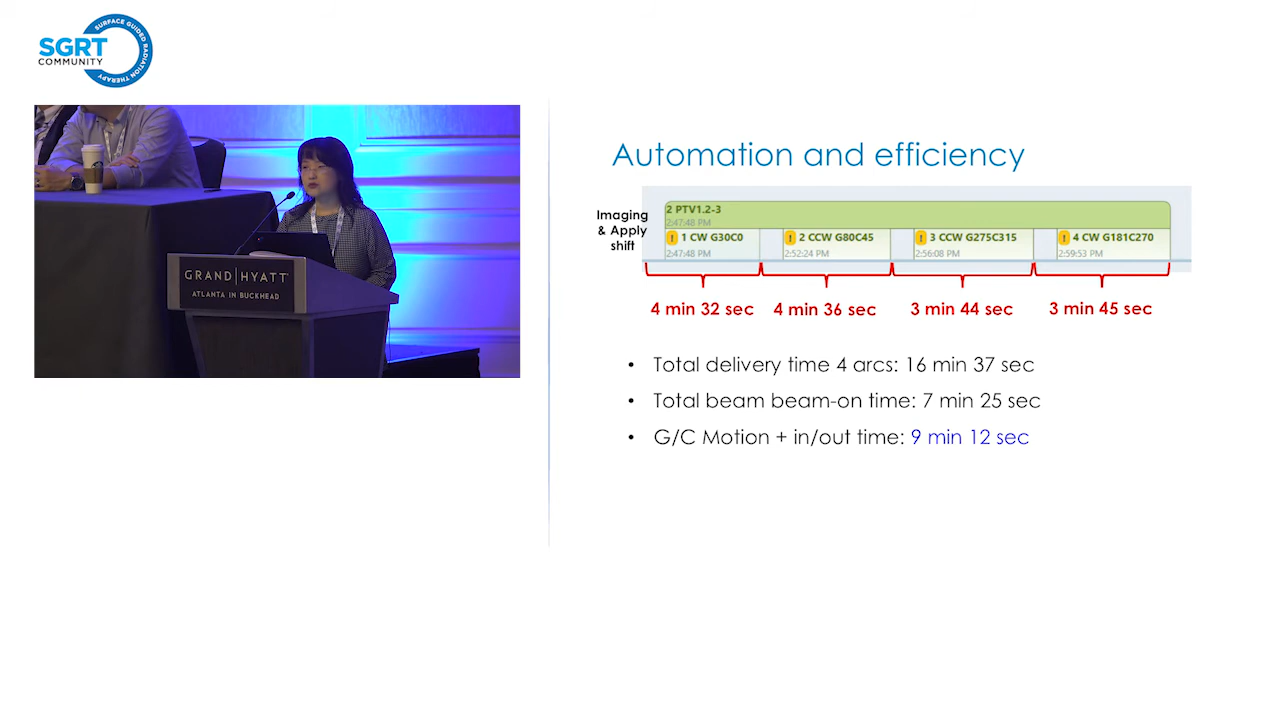 SURFACE GUIDED RADIATION THERAPY
SGRT
COMMUNITY
GRAND|HYATT
ATLANTA IN BUCKHEAD
Automation and efficiency
Imaging
& Apply
shift
2 PTV1.2-3
2:47:48 PM
! 1 CW G30C0
2:47:48 PM
! 2 CCW G80C45
2:52:24 PM
! 3 CCW G275C315
2:56:08 PM
! 4 CW G181C270
2:59:53 PM
4 min 32 sec
4 min 36 sec
3 min 44 sec
3 min 45 sec
• Total delivery time 4 arcs: 16 min 37 sec
• Total beam beam-on time: 7 min 25 sec
• G/C Motion + in/out time: 9 min 12 sec